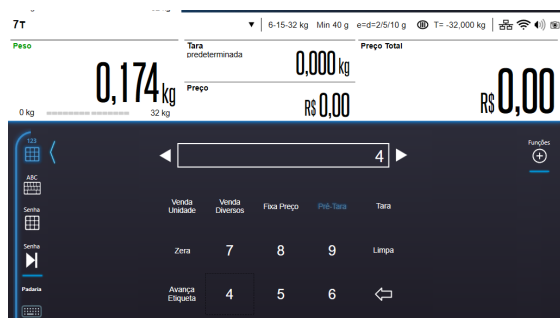 7T
▼ 6-15-32 kg Min 40 g e=d=2/5/10 g Ⓘ T= -32,000 kg
Peso
0,174 kg
0 kg 32 kg
Tara
predeterminada
0,000 kg
Preço
R$ 0,00
Preço Total
R$ 0,00
123
ABC
Senha
Senha
Padaria
4
Funções
Venda Unidade
Venda Diversos
Fixa Preço
Pré-Tara
Tara
Zera 7 8 9 Limpa
Avança Etiqueta
4 5 6